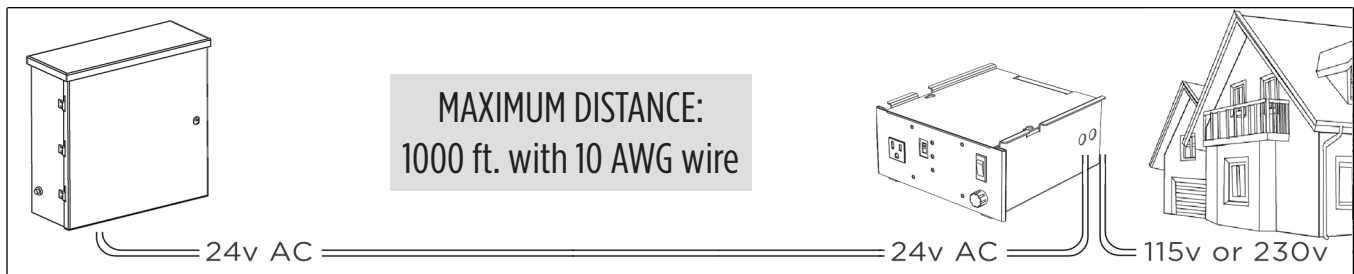 MAXIMUM DISTANCE:
1000 ft. with 10 AWG wire
24v AC
24v AC
115v or 230v